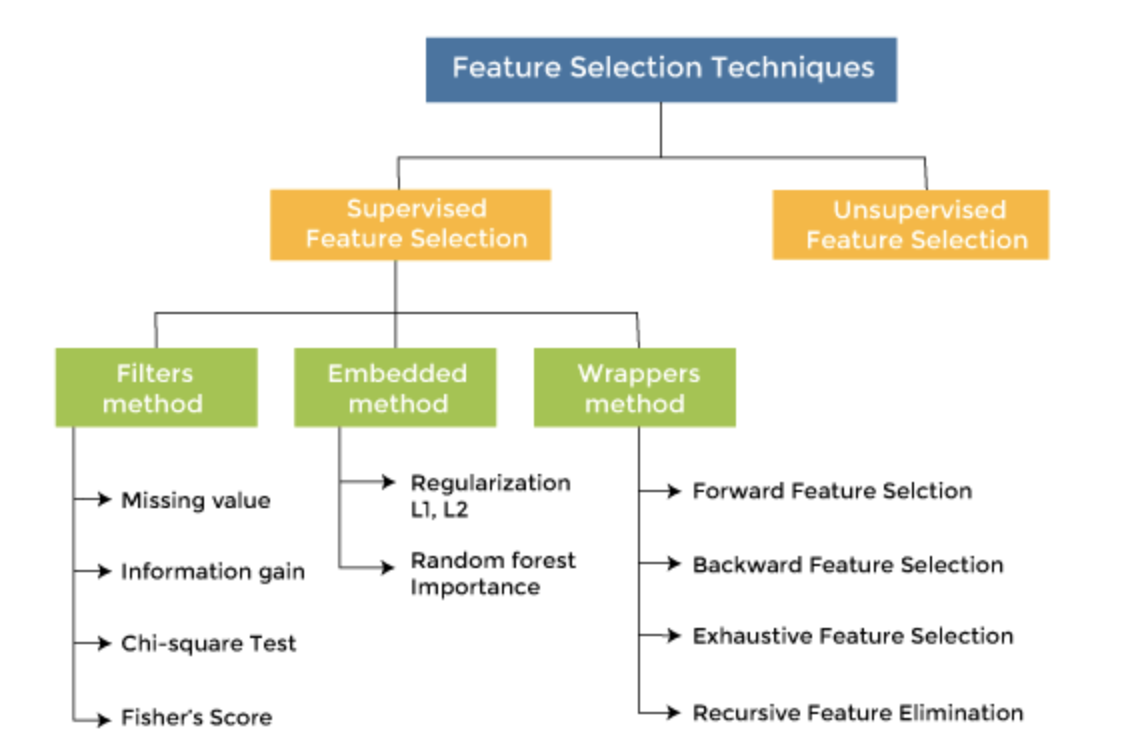 Feature Selection Techniques
Supervised
Feature Selection
Unsupervised
Feature Selection
Filters
method
Embedded
method
Wrappers
method
Missing value
Information gain
Chi-square Test
Fisher's Score
Regularization
L1, L2
Random forest
Importance
Forward Feature Selction
Backward Feature Selection
Exhaustive Feature Selection
Recursive Feature Elimination